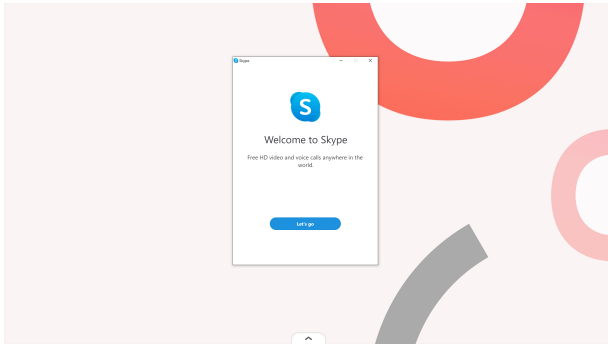 Skype
S
Welcome to Skype
Free HD video and voice calls anywhere in the
world.
Let's go